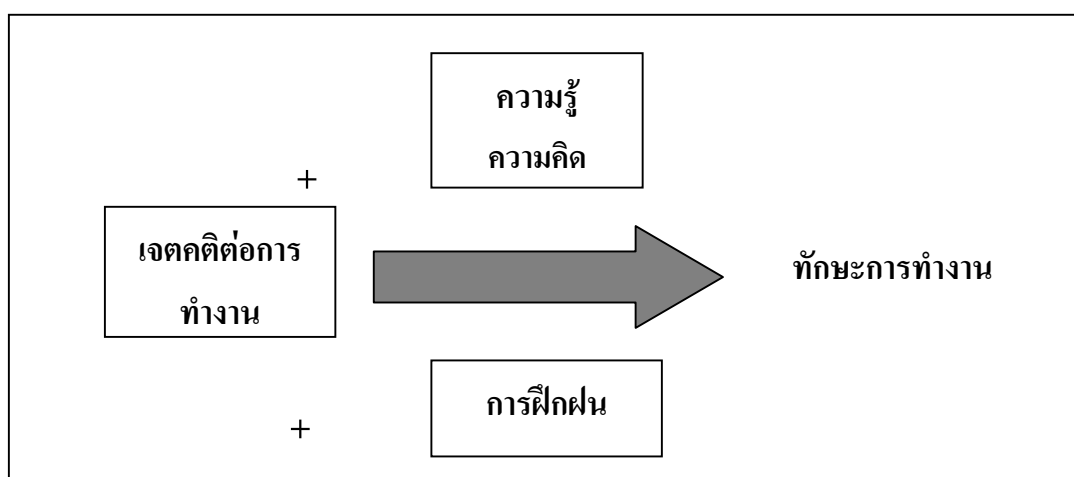 ความรู้
ความคิด
+
เจตคติต่อการ
ทำงาน
ทักษะการทำงาน
การฝึกฝน
+